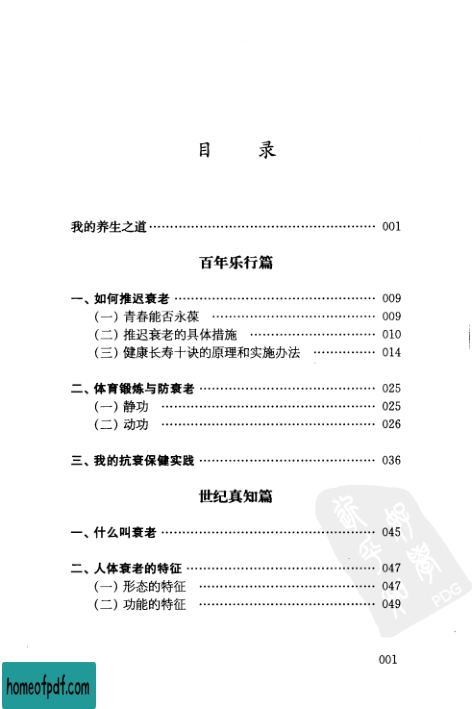 目 录
我的养生之道 001
百年乐行篇
一、如何推迟衰老 009
(一)青春能否永葆 009
(二)推迟衰老的具体措施 010
(三)健康长寿十诀的原理和实施办法 014
二、体育锻炼与防衰老 025
(一)静功 025
(二)动功 026
三、我的抗衰保健实践 036
世纪真知篇
一、什么叫衰老 045
二、人体衰老的特征 047
(一)形态的特征 047
(二)功能的特征 049
PDG
001
homeofpdf.com